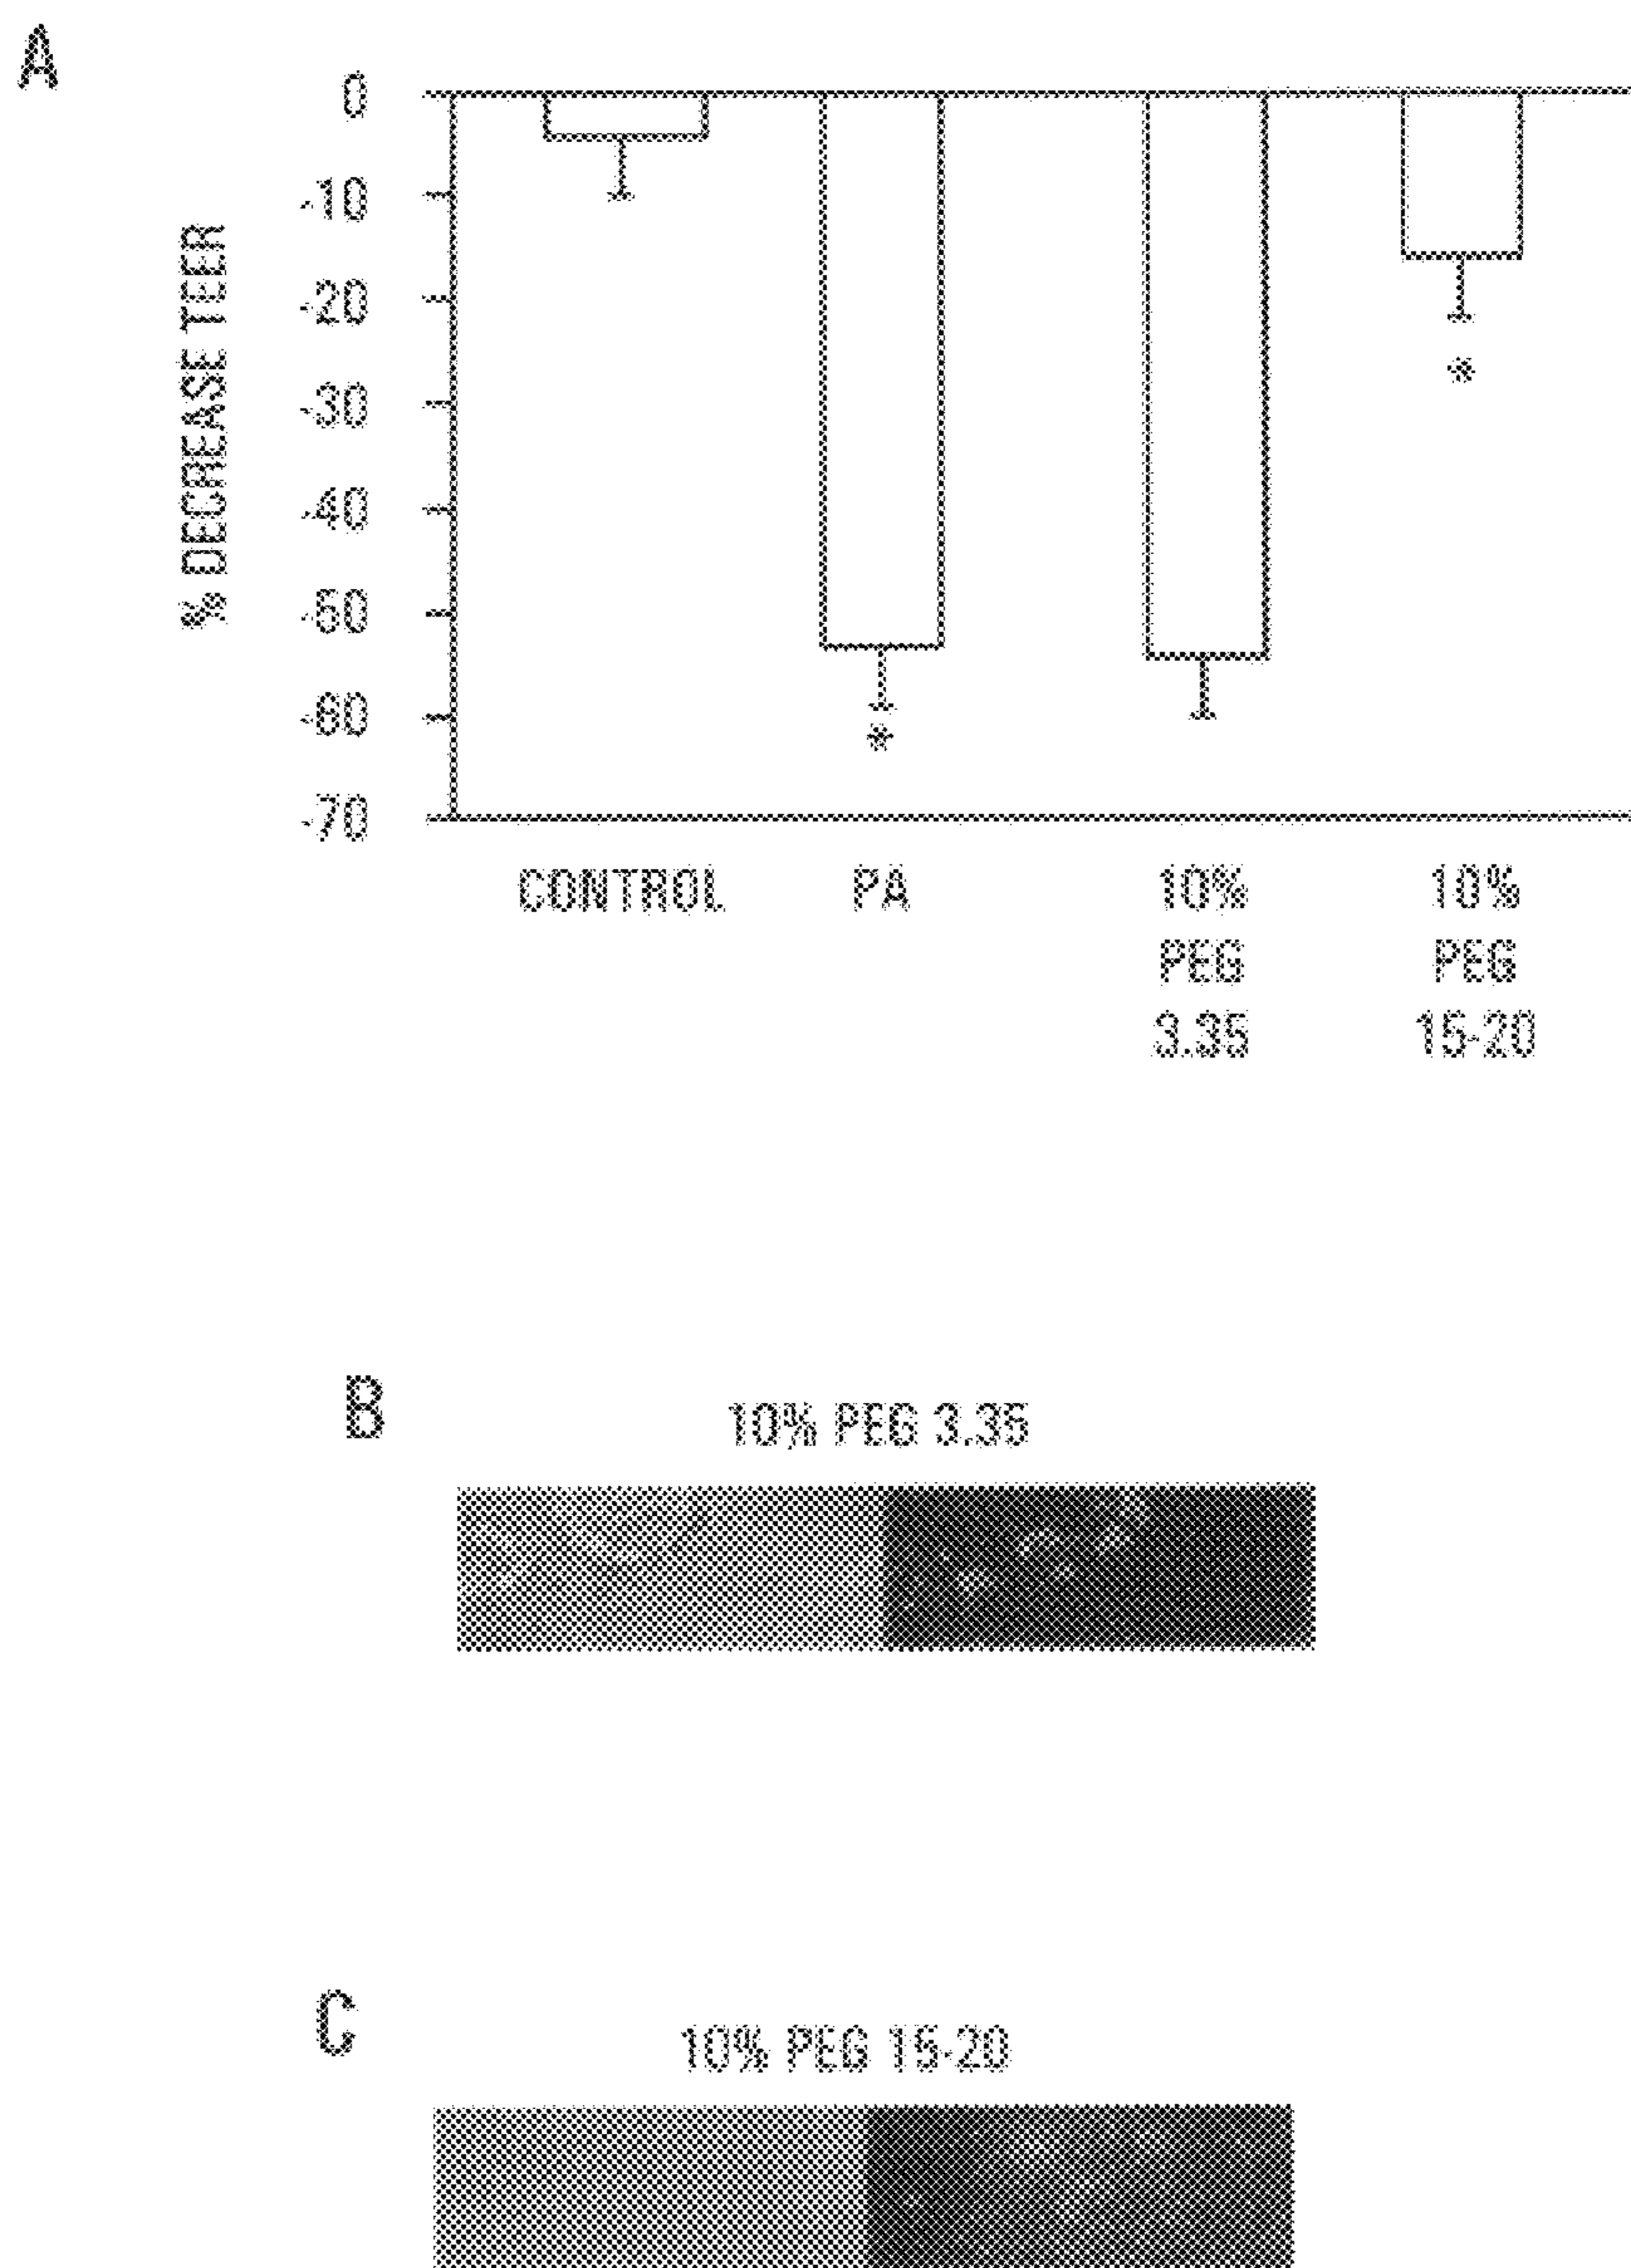 A
0
-10
-20
-30
-40
-50
-60
-70
% DECREASE TEER
*
*
CONTROL PA 10% PEG 3.35 10% PEG 15-20
B
10% PEG 3.35
C
10% PEG 15-20